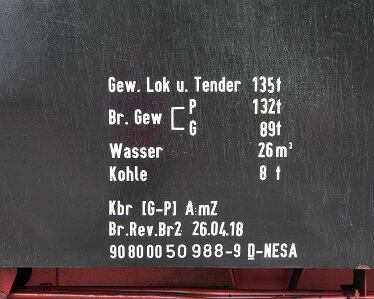 Gew. Lok u. Tender 135t
Br. Gew P 132t
G 89t
Wasser 26m³
Kohle 8 t
Kbr [G-P] A:mZ
Br.Rev.Br2 26.04.18
90 80 00 50 988-9 D-NESA